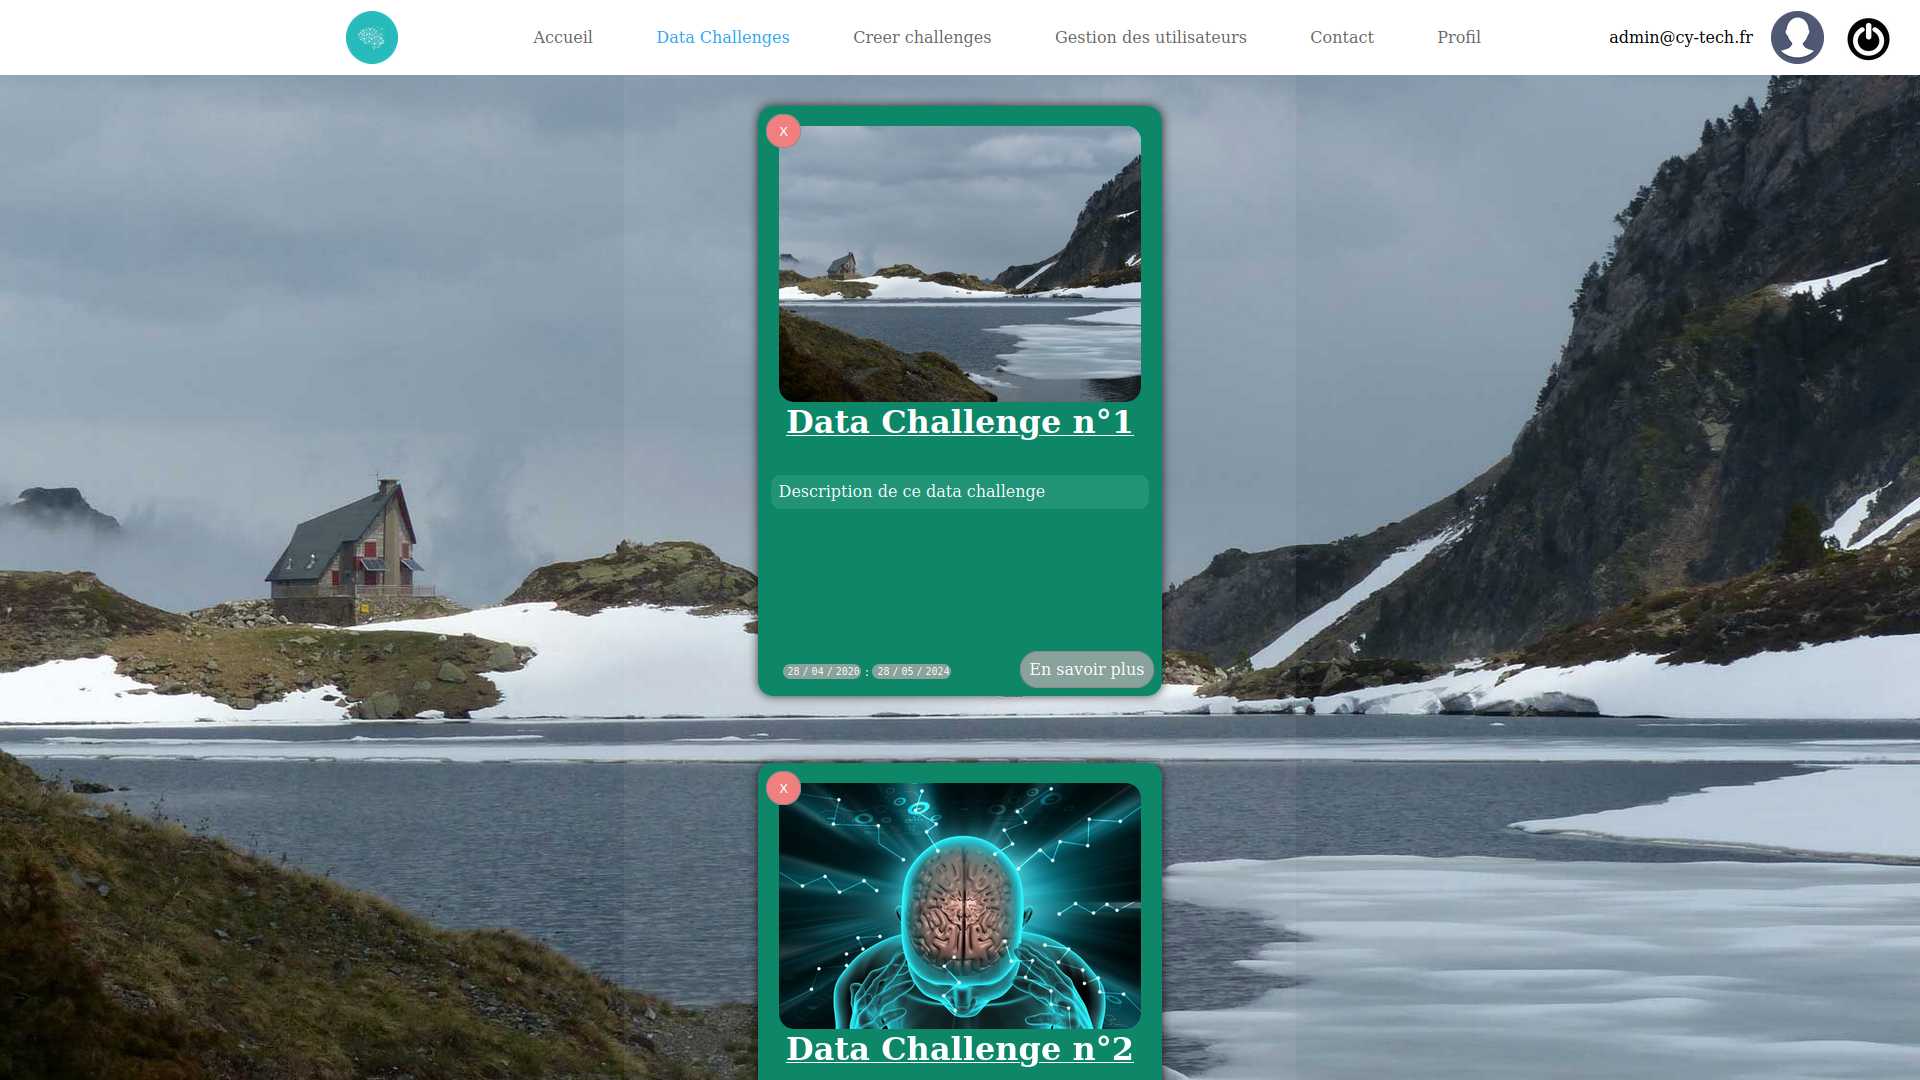 Accueil
Data Challenges
Creer challenges
Gestion des utilisateurs
Contact
Profil
admin@cy-tech.fr
X
Data Challenge n°1
Description de ce data challenge
28 / 04 / 2020 : 28 / 05 / 2024
En savoir plus
X
Data Challenge n°2